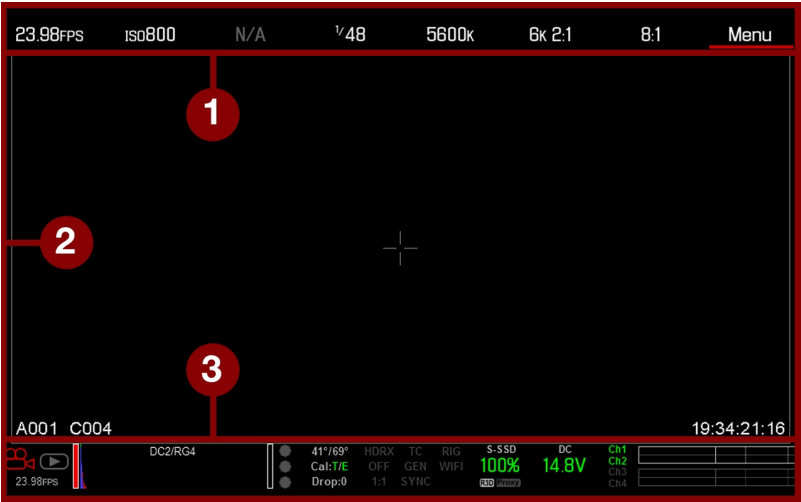 23.98FPS ISO800 N/A 1/48 5600K 6K 2:1 8:1 Menu
1
2
3
A001 C004 19:34:21:16
DC2/RG4 41°/69° HDRX TC RIG S-SSD DC Ch1
Cal:T/E OFF GEN WIFI 100% 14.8V Ch2
23.98FPS Drop:0 1:1 SYNC R3D Proxy Ch3
Ch4